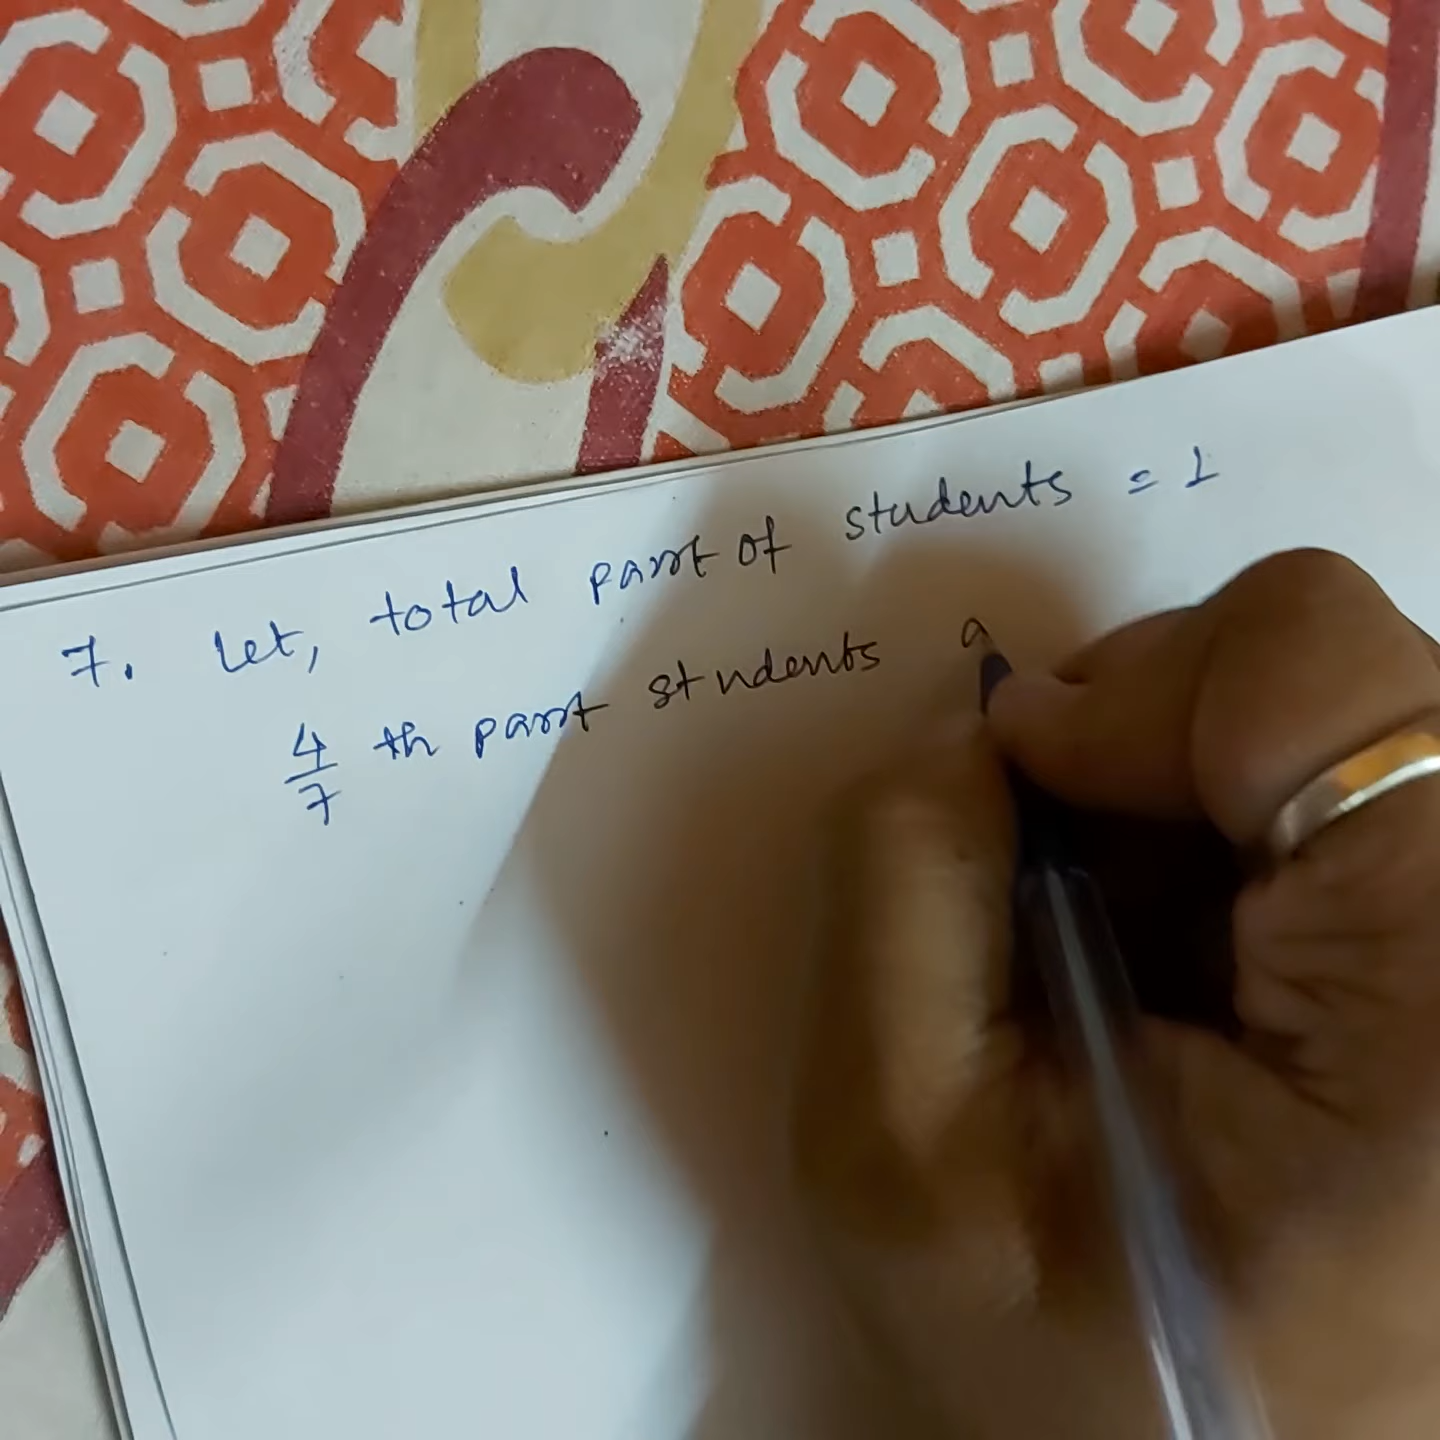 7. Let, total part of students = 1
4/7 th part students a